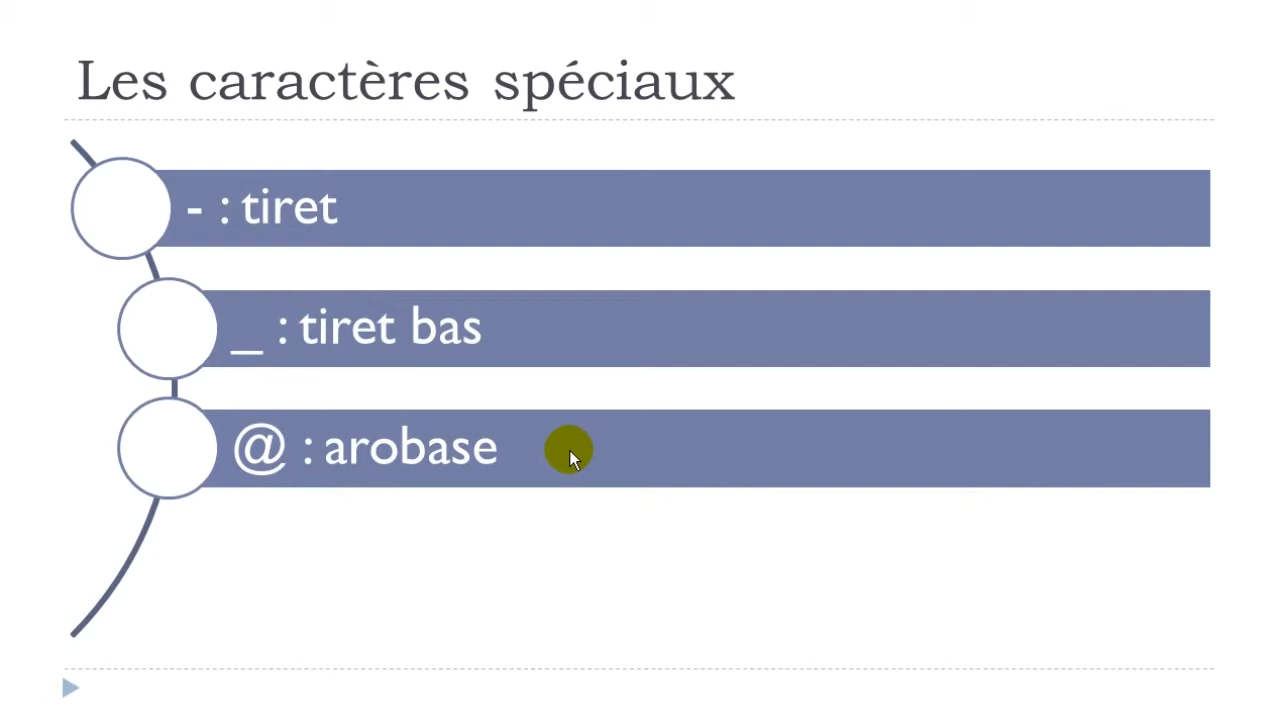 Les caractères spéciaux
- : tiret
_ : tiret bas
@ : arobase